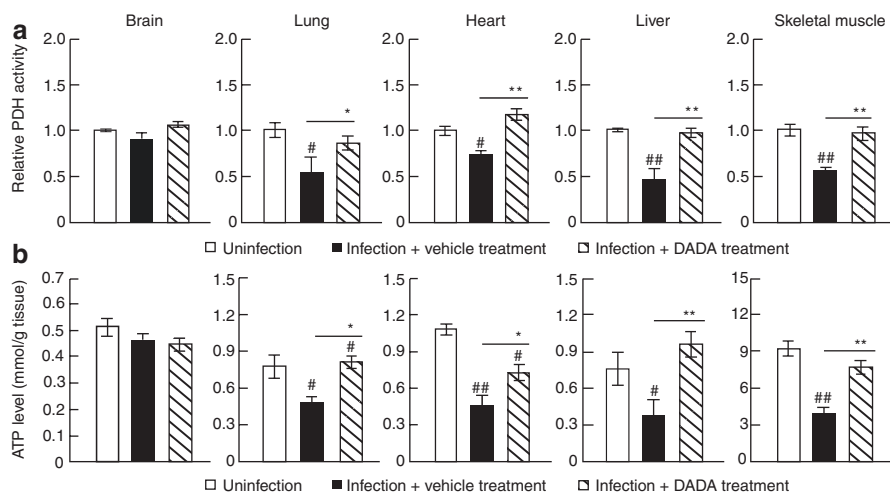 Brain Lung Heart Liver Skeletal muscle
a
Relative PDH activity
2.0 2.0 2.0 2.0 2.0
1.5 1.5 1.5 1.5 1.5
1.0 1.0 1.0 1.0 1.0
0.5 0.5 0.5 0.5 0.5
0 0 0 0 0
# * # ** ## ** ## **
Uninfection Infection + vehicle treatment Infection + DADA treatment
b
ATP level (mmol/g tissue)
0.7 1.5 1.5 1.5 15
0.6 1.2 1.2 1.2 12
0.5 0.9 0.9 0.9 9
0.4 0.6 0.6 0.6 6
0.3 0.3 0.3 0.3 15
0.2 0 0 0 0
0.1
0
# # * ## # * # ** ## **
Uninfection Infection + vehicle treatment Infection + DADA treatment